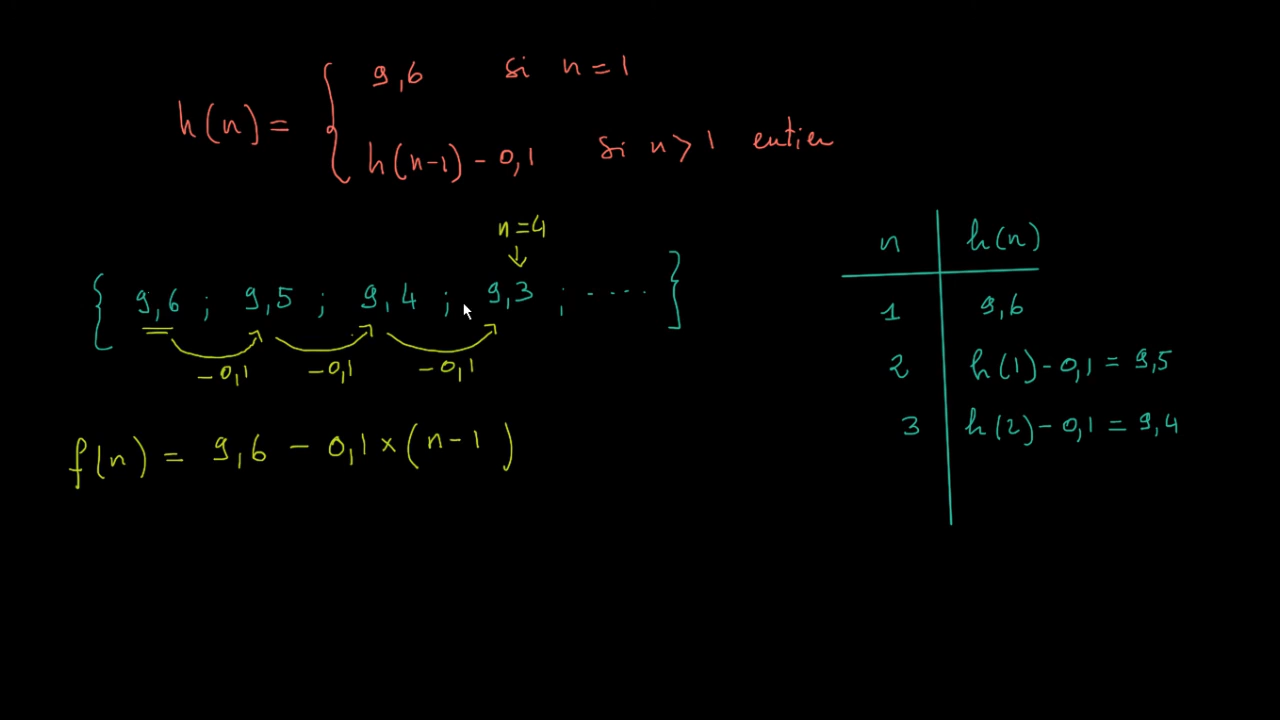 h(n) = { 9,6 si n = 1
h(n-1) - 0,1 si n > 1 entier
n = 4
{ 9,6 ; 9,5 ; 9,4 ; 9,3 ; ..... }
-0,1 -0,1 -0,1
f(n) = 9,6 - 0,1 × (n-1)
n h(n)
1 9,6
2 h(1) - 0,1 = 9,5
3 h(2) - 0,1 = 9,4